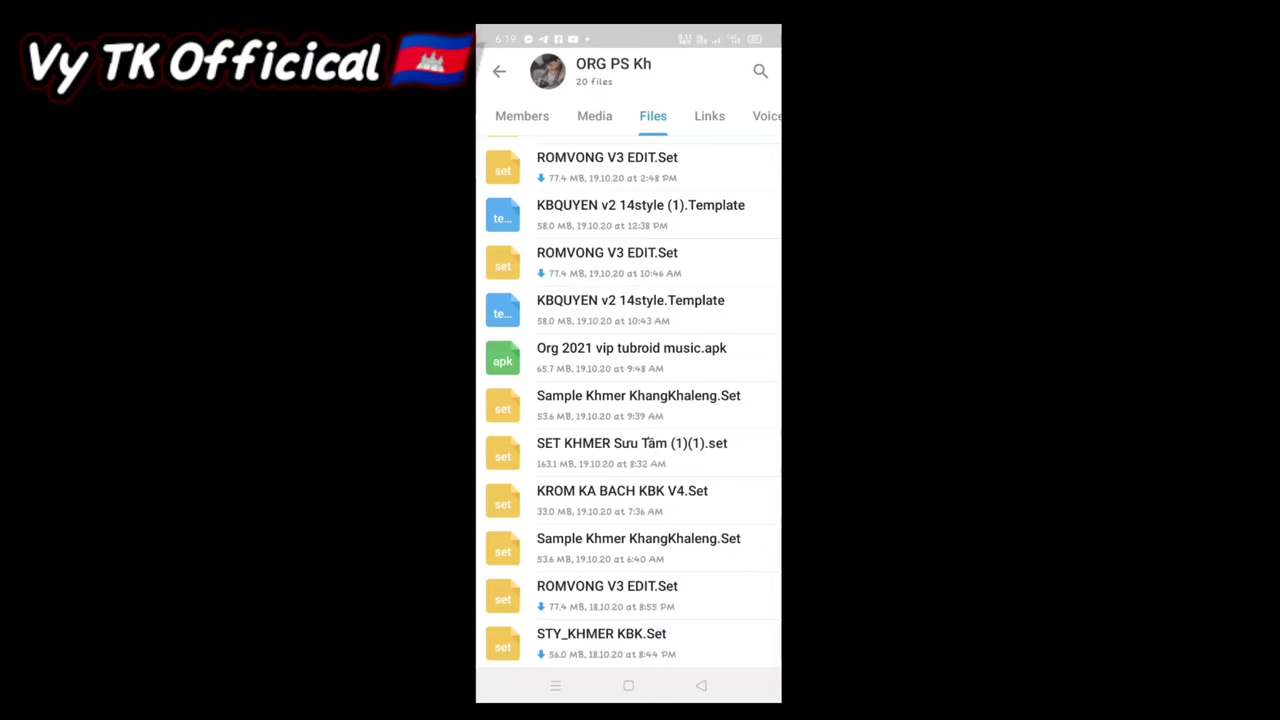 Vy TK Officical
6:19
ORG PS Kh
20 files
Members Media Files Links Voice
set ROMVONG V3 EDIT.Set
77.4 MB, 19.10.20 at 2:48 PM
te... KBQUYEN v2 14style (1).Template
58.0 MB, 19.10.20 at 12:38 PM
set ROMVONG V3 EDIT.Set
77.4 MB, 19.10.20 at 10:46 AM
te... KBQUYEN v2 14style.Template
58.0 MB, 19.10.20 at 10:43 AM
apk Org 2021 vip tubroid music.apk
65.7 MB, 19.10.20 at 9:48 AM
set Sample Khmer KhangKhaleng.Set
53.6 MB, 19.10.20 at 9:39 AM
set SET KHMER Sưu Tầm (1)(1).set
163.1 MB, 19.10.20 at 8:32 AM
set KROM KA BACH KBK V4.Set
33.0 MB, 19.10.20 at 7:36 AM
set Sample Khmer KhangKhaleng.Set
53.6 MB, 19.10.20 at 6:40 AM
set ROMVONG V3 EDIT.Set
77.4 MB, 18.10.20 at 8:55 PM
set STY_KHMER KBK.Set
56.0 MB, 18.10.20 at 8:44 PM